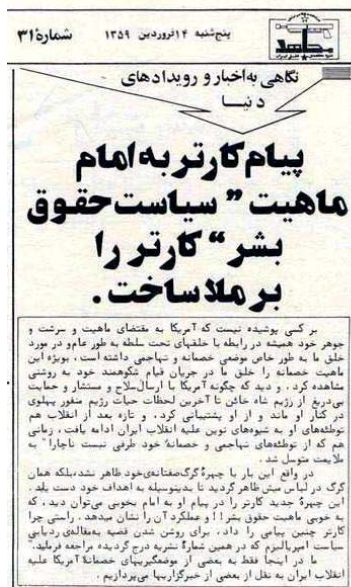 پنج‌شنبه ۱۴ فروردین ۱۳۵۹
شمارهٔ ۳۱
مجاهد
نگاهی به‌اخبار و رویدادهای
دنیا
پیام کارتر به امام
ماهیت " سیاست حقوق
بشر " کارتر را
برملا ساخت .
بر کسی پوشیده نیست که آمریکا به مقتضای ماهیت و سرشت و
جوهر خود همیشه در رابطه با خلقهای تحت سلطه به طور عام و در مورد
خلق ما به طور خاص موضعی خصمانه و تهاجمی داشته است ، بویژه این
ماهیت خصمانه را خلق ما در جریان قیام شکوهمند خود به روشنی
مشاهده کرد ، و دید که چگونه آمریکا با ارسال سلاح و مستشار و حمایت
بی‌دریغ از رژیم شاه خائن تا آخرین لحظات حیات رژیم منفور پهلوی
در کنار او ماند و از او پشتیبانی کرد ، و تازه بعد از انقلاب هم
توطئه‌های او به شیوه‌های نوین علیه انقلاب ایران ادامه یافت ، زمانی
هم که از توطئه‌های تهاجمی و خصمانهٔ خود طرفی نبست ناچارا" به
ملایمت متوسل شد .
در واقع این بار با چهرهٔ گرگ‌صفتانه‌ی‌خود ظاهر نشد ، بلکه همان
گرگ در لباس میش ظاهر گردید تا بدینوسیله به اهداف خود دست یابد .
این چهرهٔ جدید کارتر را در پیام او به امام بخوبی می‌توان دید ، که
به خوبی ماهیت حقوق بشر ! ! و عملکرد آن را نشان میدهد . راستی چرا
کارتر چنین پیامی را داد ، برای روشن شدن قضیه به‌مقاله‌ی ردیابی
سیاست امپریالیزم که در همین شمارهٔ نشریه درج گردیده مراجعه فرماید .
ما در اینجا فقط به بعضی از موضعگیریهای خصمانهٔ آمریکا علیه
انقلاب ایران به نقل از بعضی از خبرگزاریها می‌پردازیم .